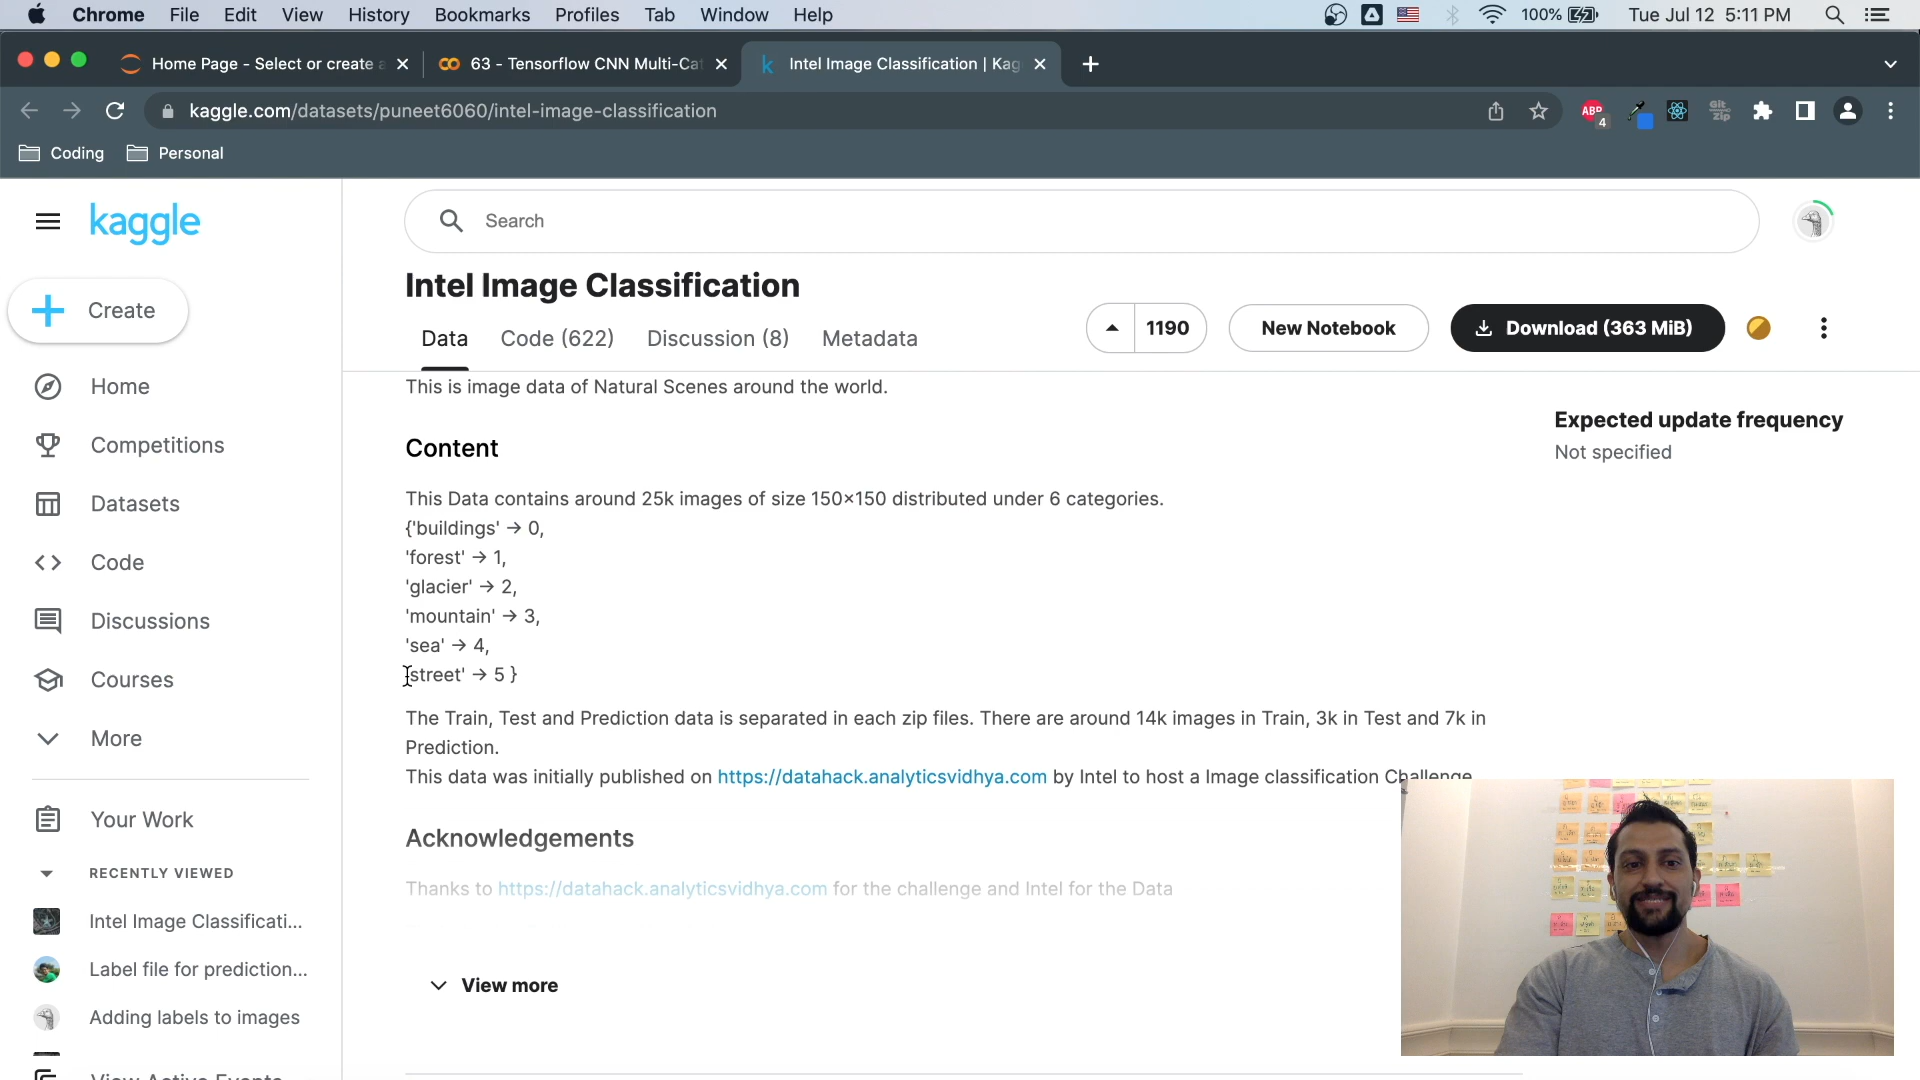 Chrome File Edit View History Bookmarks Profiles Tab Window Help 100% Tue Jul 12 5:11 PM
Home Page - Select or create a 63 - Tensorflow CNN Multi-Cat Intel Image Classification | Kag
kaggle.com/datasets/puneet6060/intel-image-classification ABP 4 Git Zip
Coding Personal
kaggle
Search
Create
Intel Image Classification
Data Code (622) Discussion (8) Metadata
1190 New Notebook Download (363 MiB)
Home
Competitions
Datasets
Code
Discussions
Courses
More
Your Work
RECENTLY VIEWED
Intel Image Classificati...
Label file for prediction...
Adding labels to images
View Active Events
This is image data of Natural Scenes around the world.
Content
This Data contains around 25k images of size 150x150 distributed under 6 categories.
{'buildings' → 0,
'forest' → 1,
'glacier' → 2,
'mountain' → 3,
'sea' → 4,
'street' → 5 }
The Train, Test and Prediction data is separated in each zip files. There are around 14k images in Train, 3k in Test and 7k in
Prediction.
This data was initially published on https://datahack.analyticsvidhya.com by Intel to host a Image classification Challenge
Acknowledgements
Thanks to https://datahack.analyticsvidhya.com for the challenge and Intel for the Data
View more
Expected update frequency
Not specified